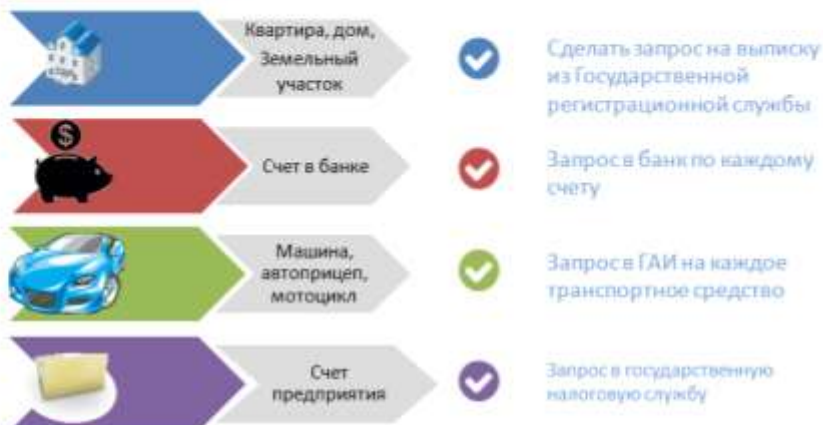 Квартира, дом,
Земельный
участок
Сделать запрос на выписку
из Государственной
регистрационной службы
$
Счет в банке
Запрос в банк по каждому
счету
Машина,
автоприцеп,
мотоцикл
Запрос в ГАИ на каждое
транспортное средство
Счет
предприятия
Запрос в государственную
налоговую службу